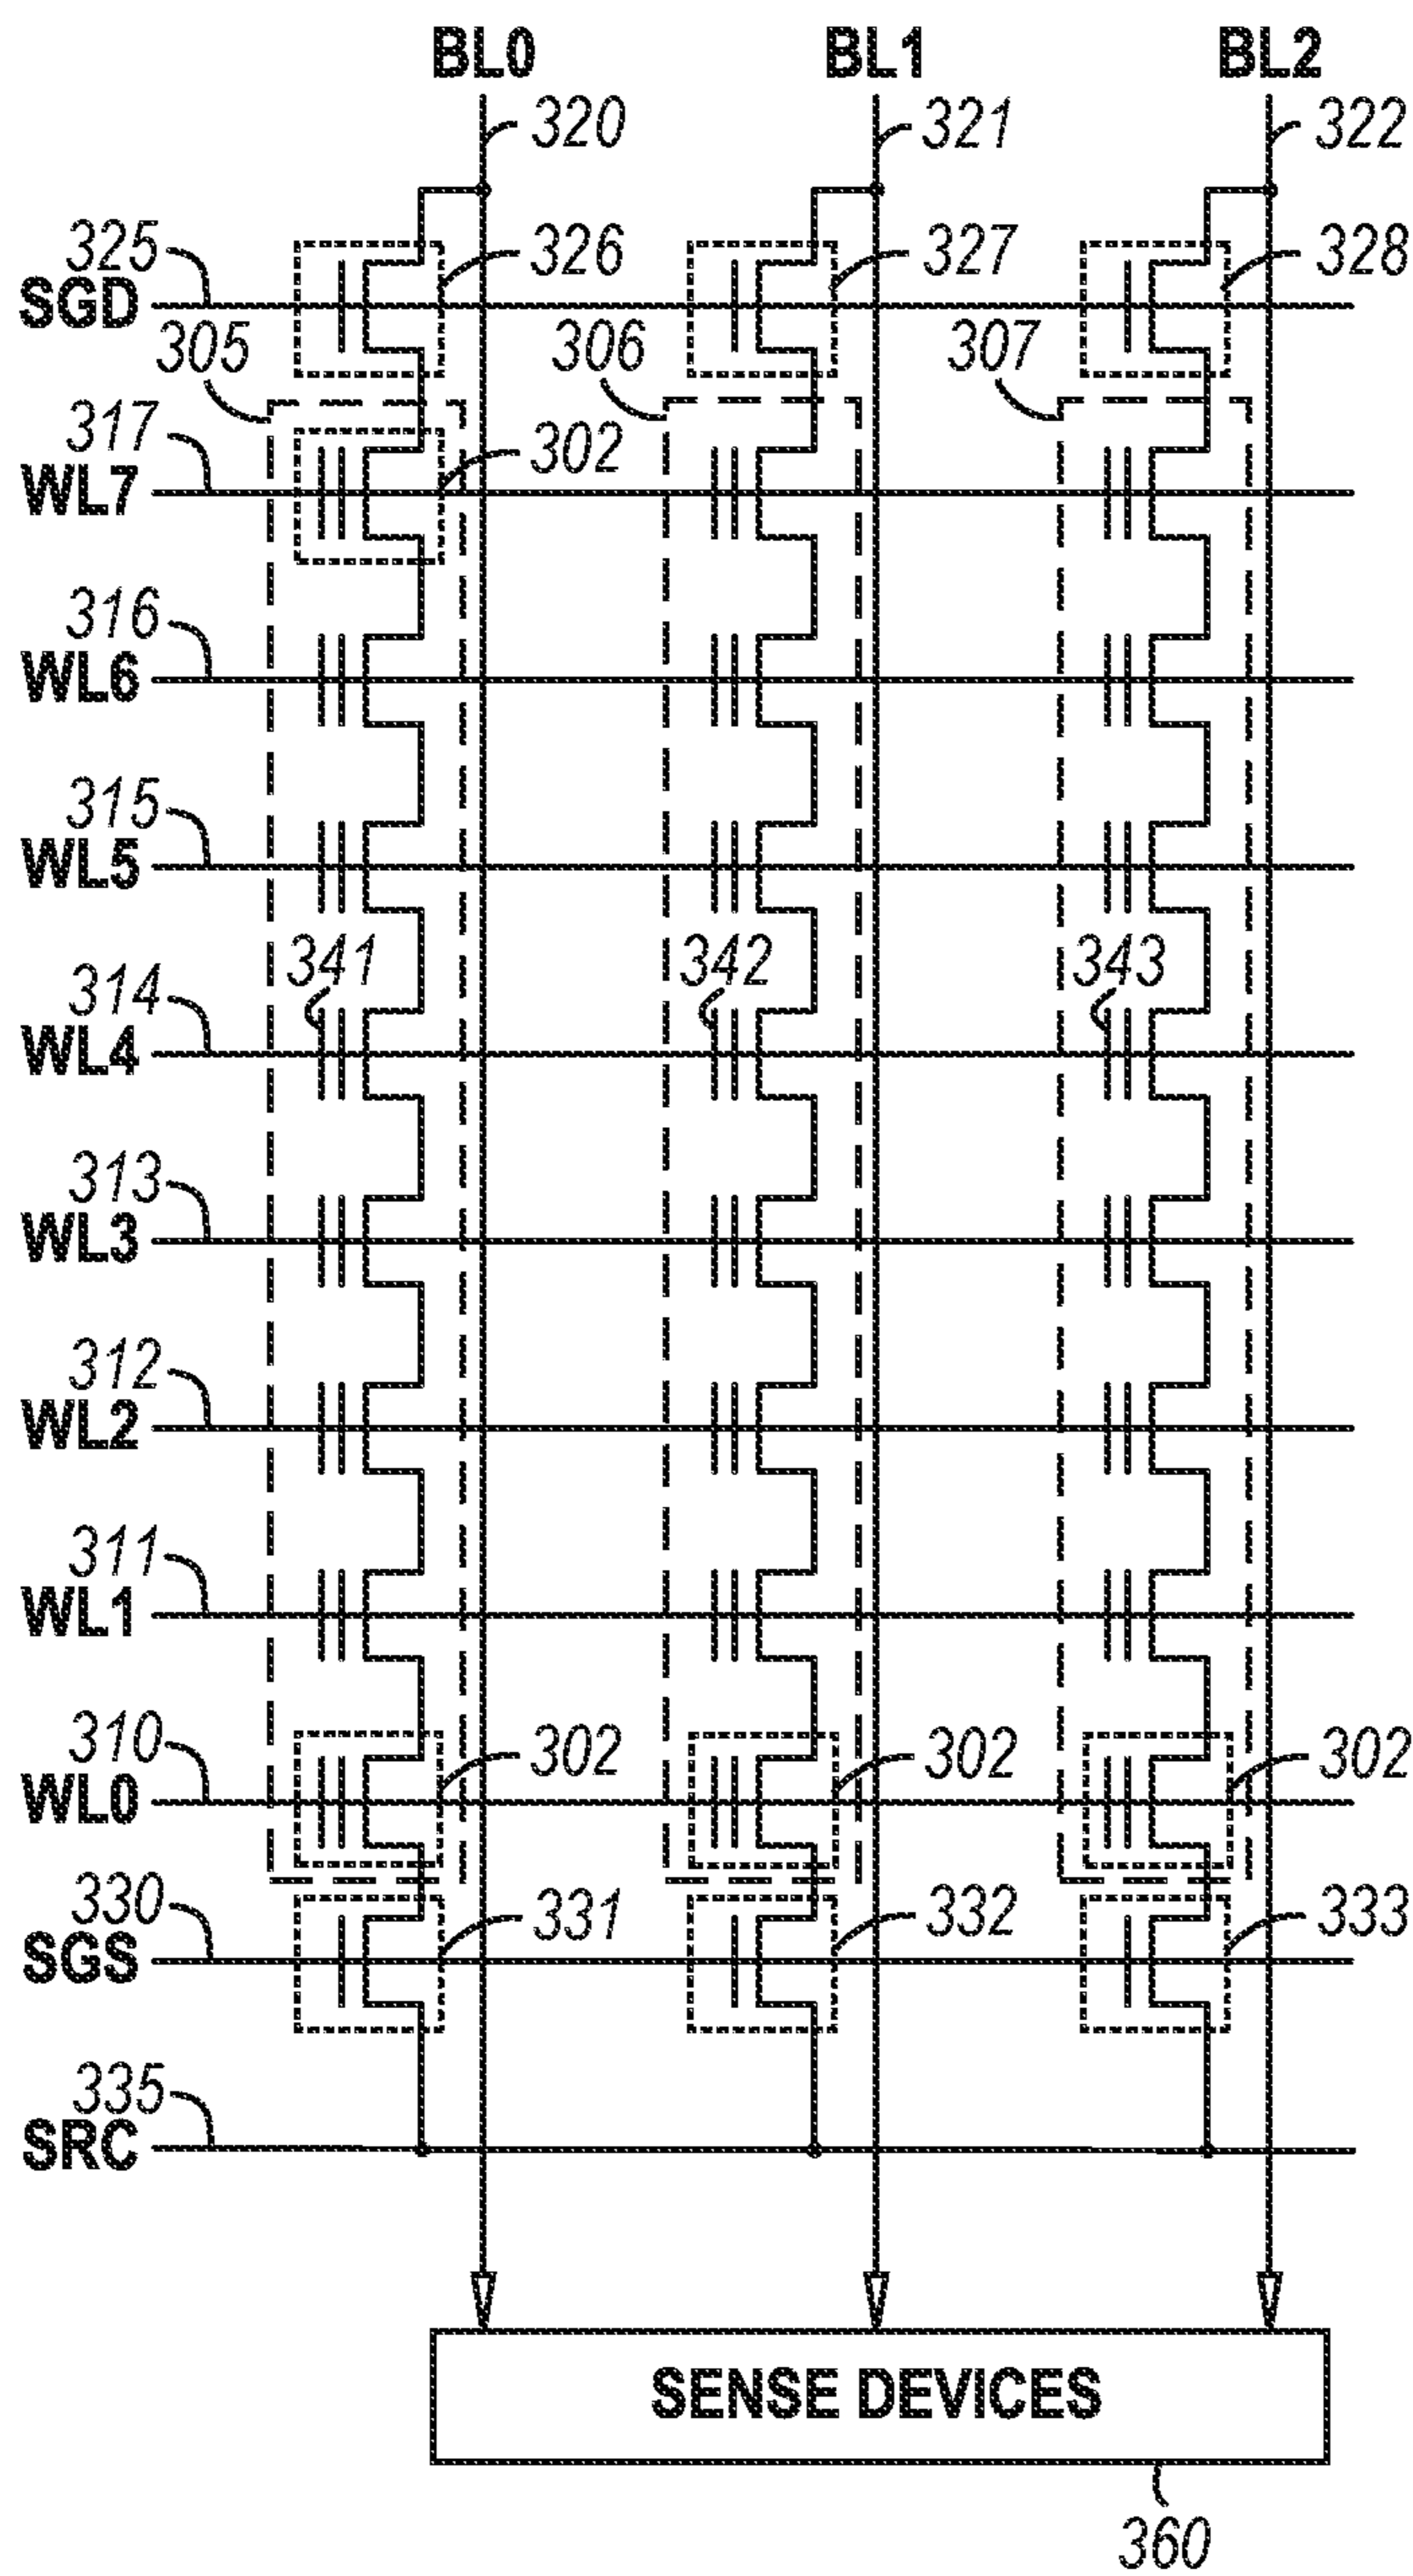 BL0 BL1 BL2
320 321 322
325 326 327 328
SGD
305 306 307
317 302
WL7
316
WL6
315
WL5
341 342 343
314
WL4
313
WL3
312
WL2
311
WL1
310 302 302 302
WL0
330 331 332 333
SGS
335
SRC
SENSE DEVICES
360